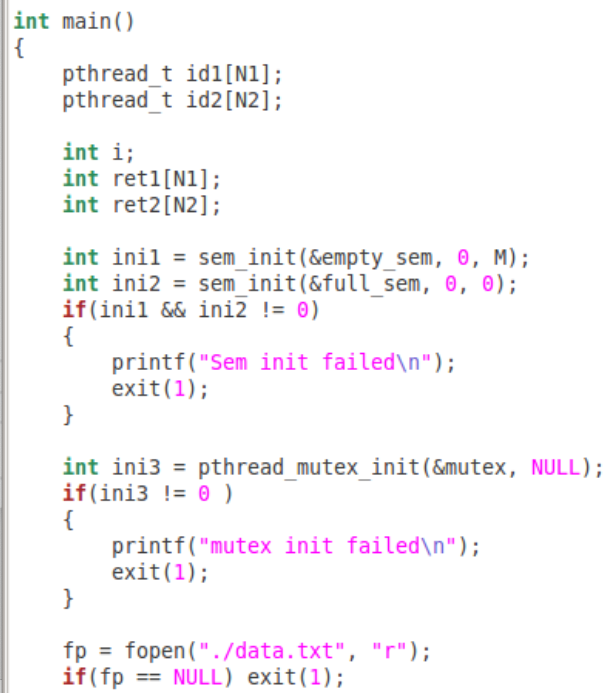 int main()
{
    pthread_t id1[N1];
    pthread_t id2[N2];

    int i;
    int ret1[N1];
    int ret2[N2];

    int ini1 = sem_init(&empty_sem, 0, M);
    int ini2 = sem_init(&full_sem, 0, 0);
    if(ini1 && ini2 != 0)
    {
        printf("Sem init failed\n");
        exit(1);
    }

    int ini3 = pthread_mutex_init(&mutex, NULL);
    if(ini3 != 0 )
    {
        printf("mutex init failed\n");
        exit(1);
    }

    fp = fopen("./data.txt", "r");
    if(fp == NULL) exit(1);